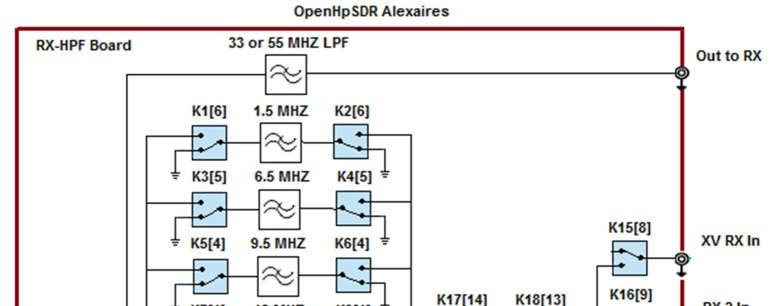 OpenHpSDR Alexaires
RX-HPF Board
33 or 55 MHZ LPF
Out to RX
K1[6] 1.5 MHZ K2[6]
K3[5] 6.5 MHZ K4[5]
K15[8]
XV RX In
K5[4] 9.5 MHZ K6[4]
K17[14] K18[13] K16[9]